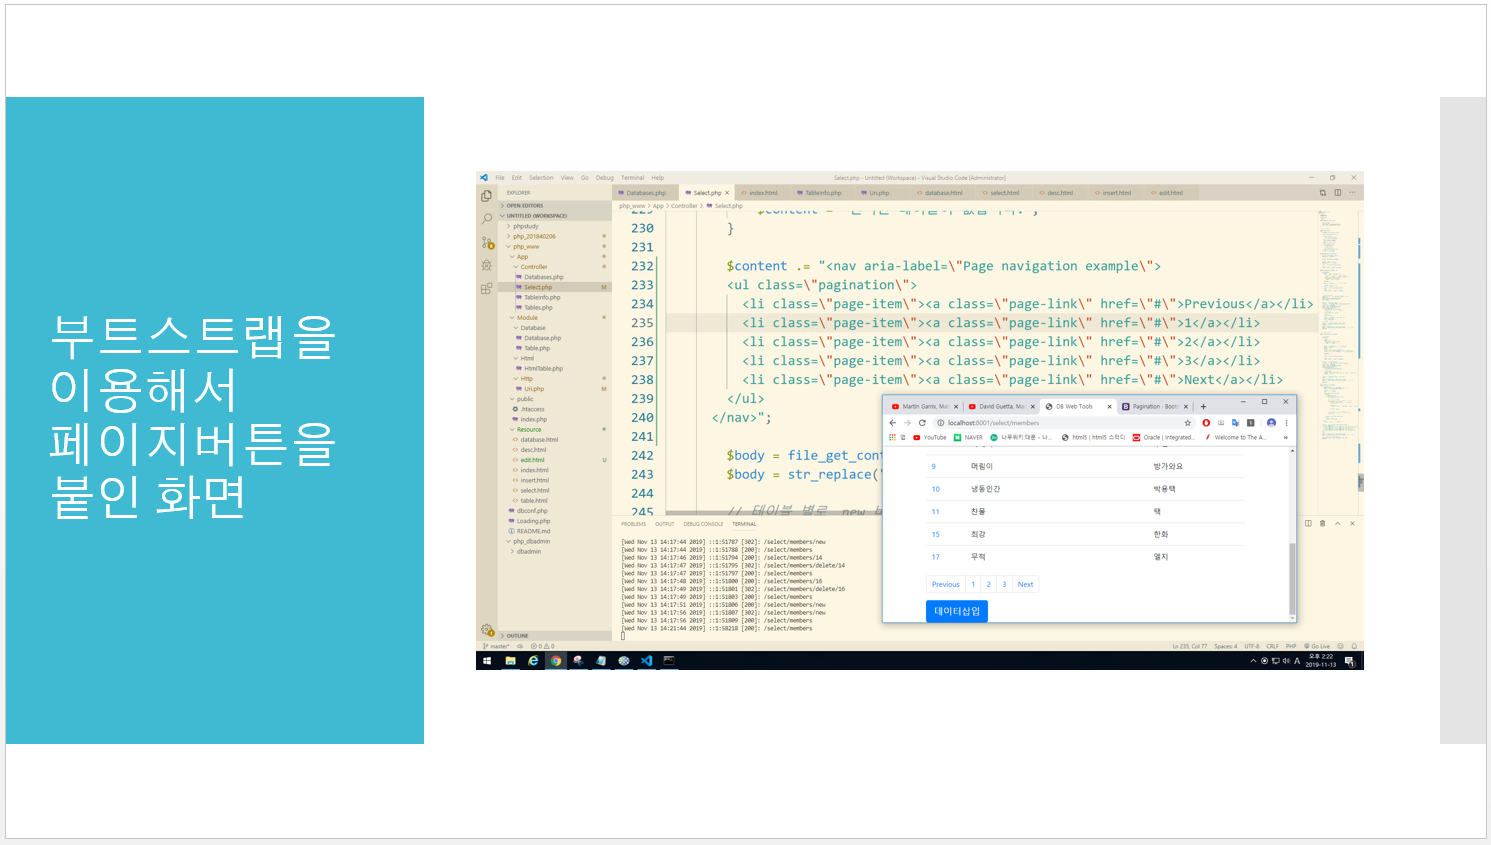 부트스트랩을
이용해서
페이지버튼을
붙인 화면
File Edit Selection View Go Debug Terminal Help
Select.php - Untitled (Workspace) - Visual Studio Code [Administrator]
EXPLORER
OPEN EDITORS
UNTITLED (WORKSPACE)
phpstudy
php_201840206
php_www
App
Controller
Databases.php
Select.php M
TableInfo.php
Tables.php
Module
Database
Database.php
Table.php
Html
HtmlTable.php
Http
Uri.php M
public
.htaccess
index.php
Resource
database.html
desc.html
edit.html U
index.html
insert.html
select.html
table.html
dbconf.php
Loading.php
README.md
php_dbadmin
dbadmin
OUTLINE
Databases.php Select.php index.html TableInfo.php Uri.php database.html select.html desc.html insert.html edit.html
php_www > App > Controller > Select.php
230 }
231
232 $content .= "<nav aria-label=\"Page navigation example\">
233 <ul class=\"pagination\">
234 <li class=\"page-item\"><a class=\"page-link\" href=\"#\">Previous</a></li>
235 <li class=\"page-item\"><a class=\"page-link\" href=\"#\">1</a></li>
236 <li class=\"page-item\"><a class=\"page-link\" href=\"#\">2</a></li>
237 <li class=\"page-item\"><a class=\"page-link\" href=\"#\">3</a></li>
238 <li class=\"page-item\"><a class=\"page-link\" href=\"#\">Next</a></li>
239 </ul>
240 </nav>";
241
242 $body = file_get_cont
243 $body = str_replace(
244
245 // 테이블 별로 new
PROBLEMS OUTPUT DEBUG CONSOLE TERMINAL
[Wed Nov 13 14:17:44 2019] ::1:51787 [302]: /select/members/new
[Wed Nov 13 14:17:44 2019] ::1:51788 [200]: /select/members
[Wed Nov 13 14:17:46 2019] ::1:51794 [200]: /select/members/14
[Wed Nov 13 14:17:47 2019] ::1:51795 [302]: /select/members/delete/14
[Wed Nov 13 14:17:47 2019] ::1:51797 [200]: /select/members
[Wed Nov 13 14:17:48 2019] ::1:51800 [200]: /select/members/16
[Wed Nov 13 14:17:49 2019] ::1:51801 [302]: /select/members/delete/16
[Wed Nov 13 14:17:49 2019] ::1:51803 [200]: /select/members
[Wed Nov 13 14:17:51 2019] ::1:51806 [200]: /select/members/new
[Wed Nov 13 14:17:56 2019] ::1:51807 [302]: /select/members/new
[Wed Nov 13 14:17:56 2019] ::1:51809 [200]: /select/members
[Wed Nov 13 14:21:44 2019] ::1:58218 [200]: /select/members
Martin Garrix, Mat David Guetta, Ma DB Web Tools Pagination · Boots
localhost:8001/select/members
앱 YouTube NAVER 나무위키:대문 - 나... html5 | html5 스터디 Oracle | Integrated... Welcome to The A...
9 머림이 방가와요
10 냉동인간 박용택
11 찬물 택
15 최강 한화
17 무적 엘지
Previous 1 2 3 Next
데이터삽입
master* 0 0
Ln 235, Col 77 Spaces: 4 UTF-8 CRLF PHP Go Live
A 오후 2:22
2019-11-13